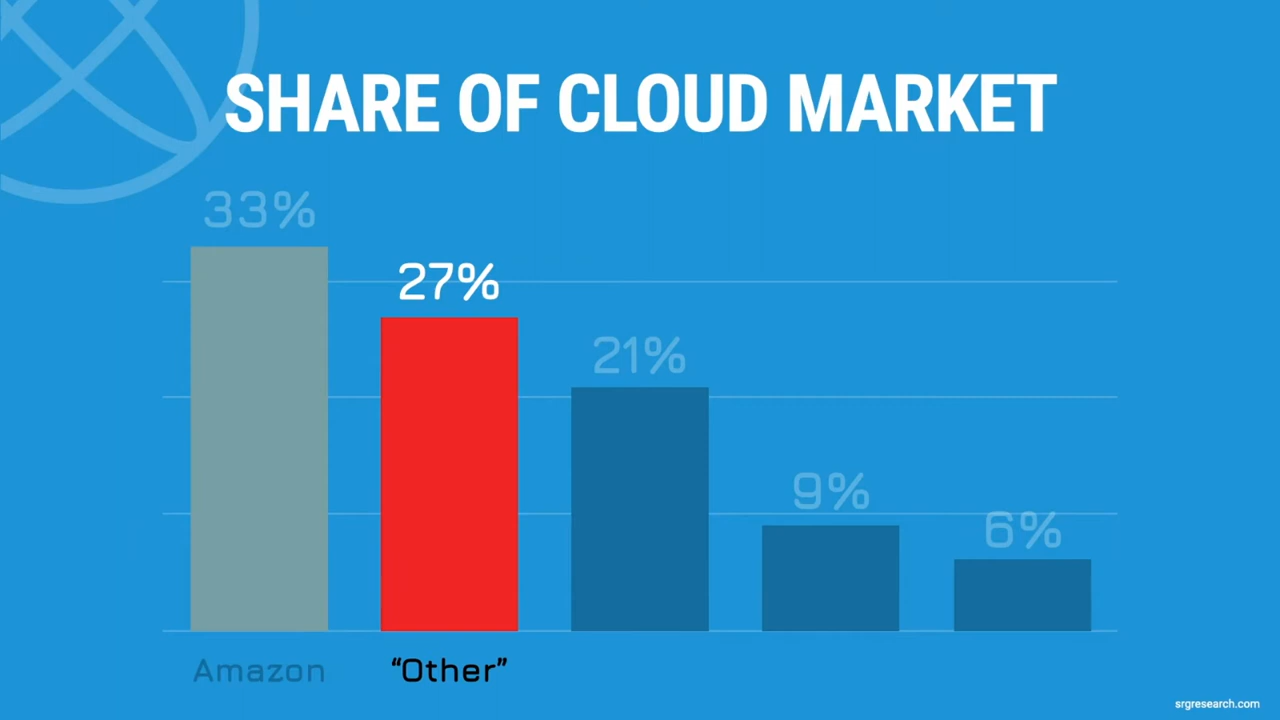 SHARE OF CLOUD MARKET
33%
27%
21%
9%
6%
Amazon
“Other”
srgresearch.com